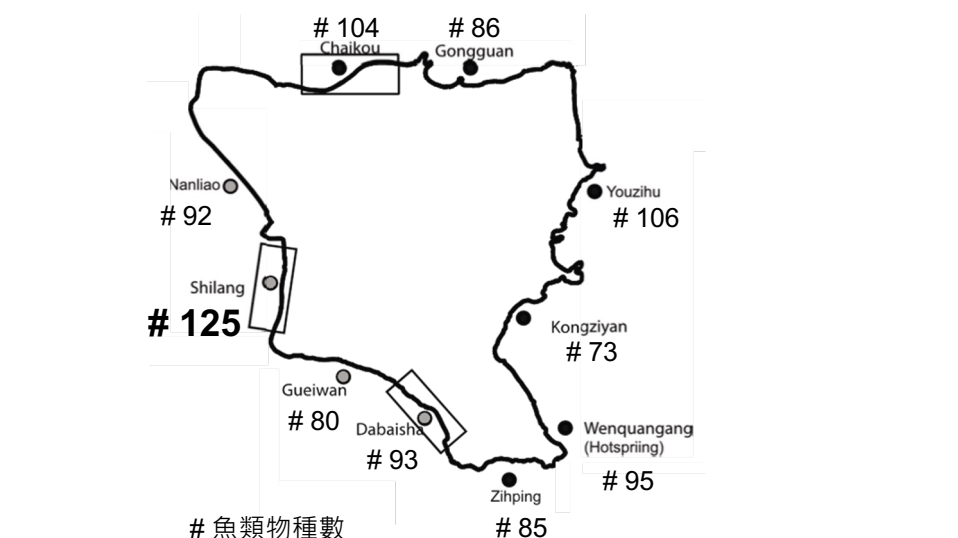 # 104
Chaikou
# 86
Gongguan
Nanliao
# 92
Youzihu
# 106
Shilang
# 125
Kongziyan
# 73
Gueiwan
# 80
Dabaisha
# 93
Wenquangang
(Hotspriing)
# 95
Zihping
# 85
# 魚類物種數